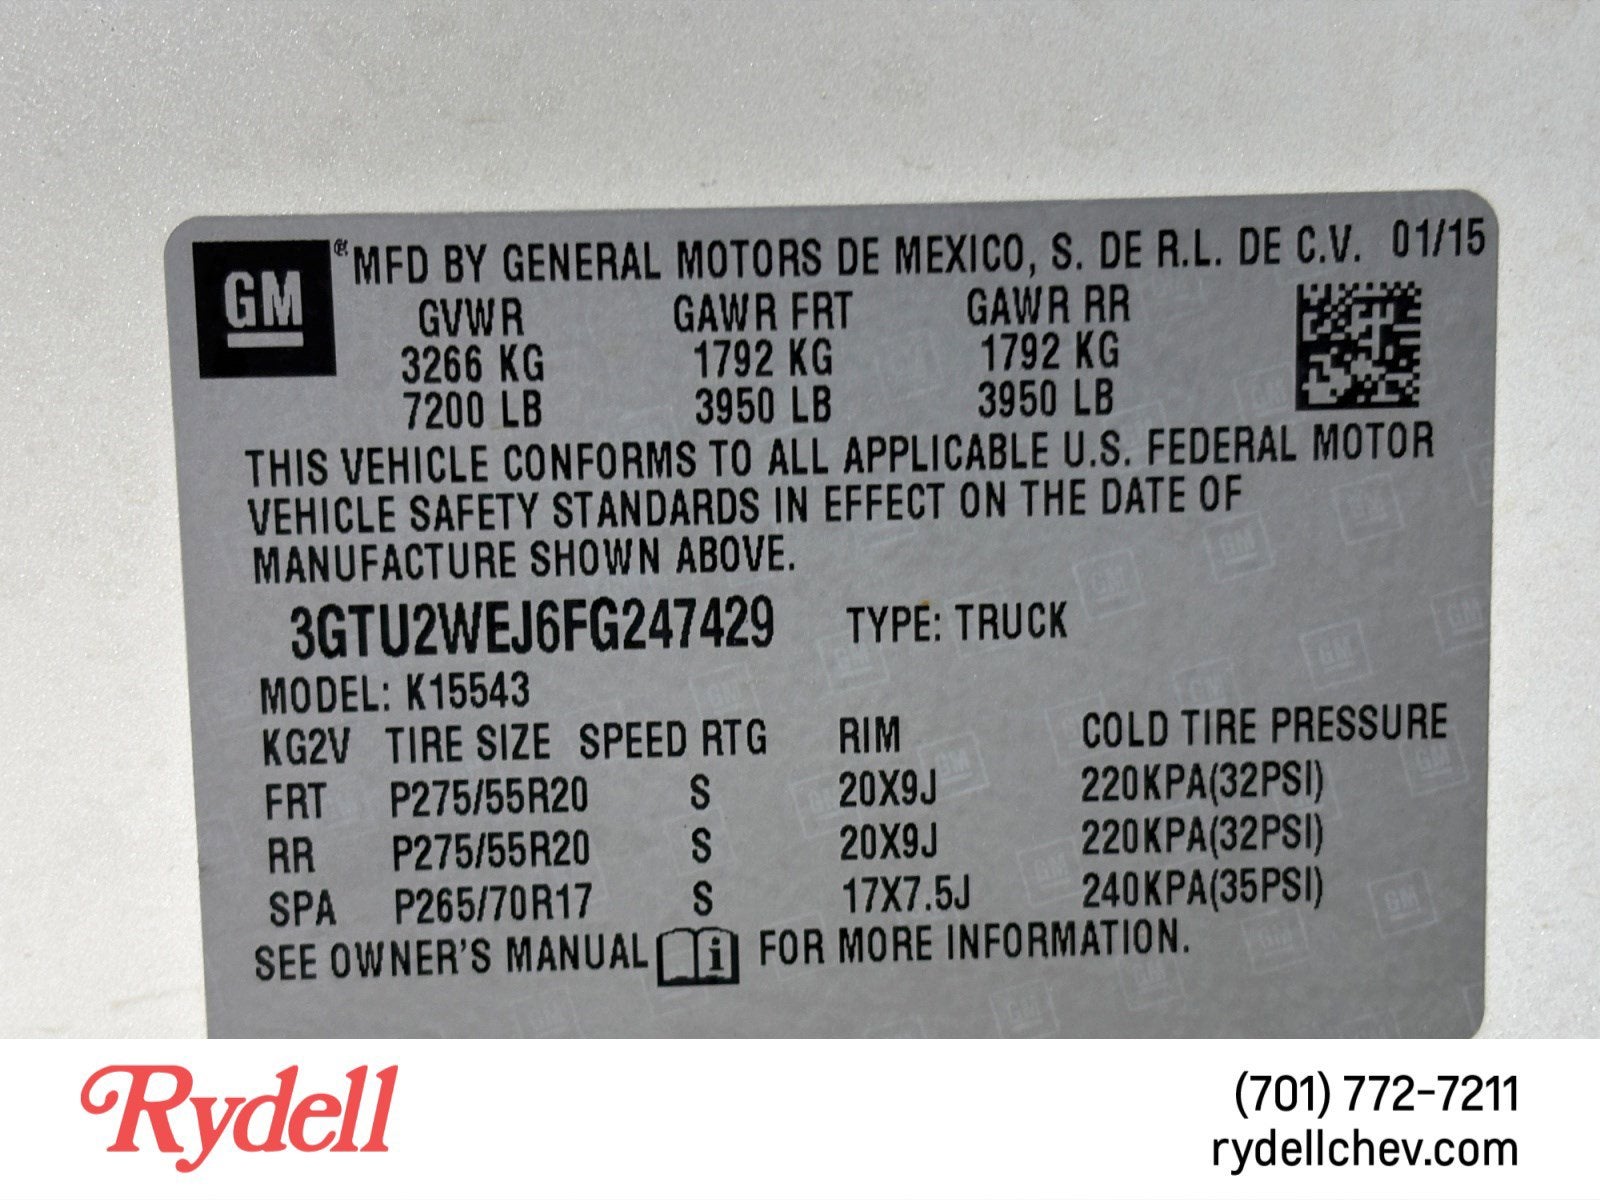 GM ® MFD BY GENERAL MOTORS DE MEXICO, S. DE R.L. DE C.V. 01/15
GVWR GAWR FRT GAWR RR
3266 KG 1792 KG 1792 KG
7200 LB 3950 LB 3950 LB
THIS VEHICLE CONFORMS TO ALL APPLICABLE U.S. FEDERAL MOTOR
VEHICLE SAFETY STANDARDS IN EFFECT ON THE DATE OF
MANUFACTURE SHOWN ABOVE.
3GTU2WEJ6FG247429 TYPE: TRUCK
MODEL: K15543
KG2V TIRE SIZE SPEED RTG RIM COLD TIRE PRESSURE
FRT P275/55R20 S 20X9J 220KPA(32PSI)
RR P275/55R20 S 20X9J 220KPA(32PSI)
SPA P265/70R17 S 17X7.5J 240KPA(35PSI)
SEE OWNER'S MANUAL i FOR MORE INFORMATION.
Rydell
(701) 772-7211
rydellchev.com